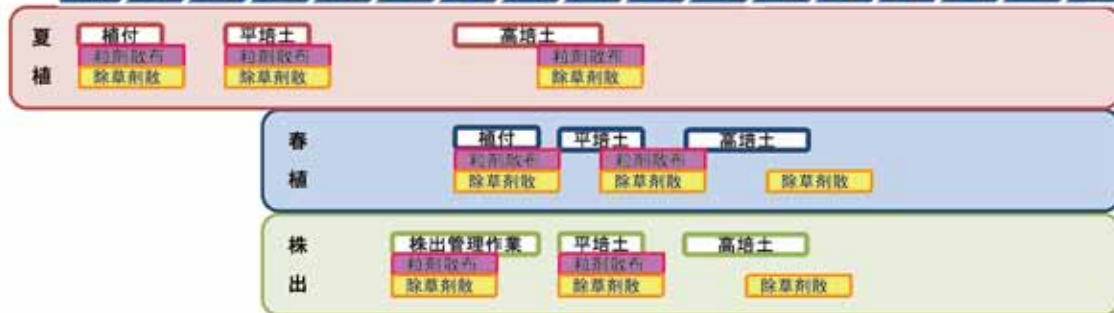 夏植
植付 平培土 高培土
粒剤散布 粒剤散布 粒剤散布
除草剤散 除草剤散 除草剤散
春植
植付 平培土 高培土
粒剤散布 粒剤散布
除草剤散 除草剤散 除草剤散
株出
株出管理作業 平培土 高培土
粒剤散布 粒剤散布
除草剤散 除草剤散 除草剤散